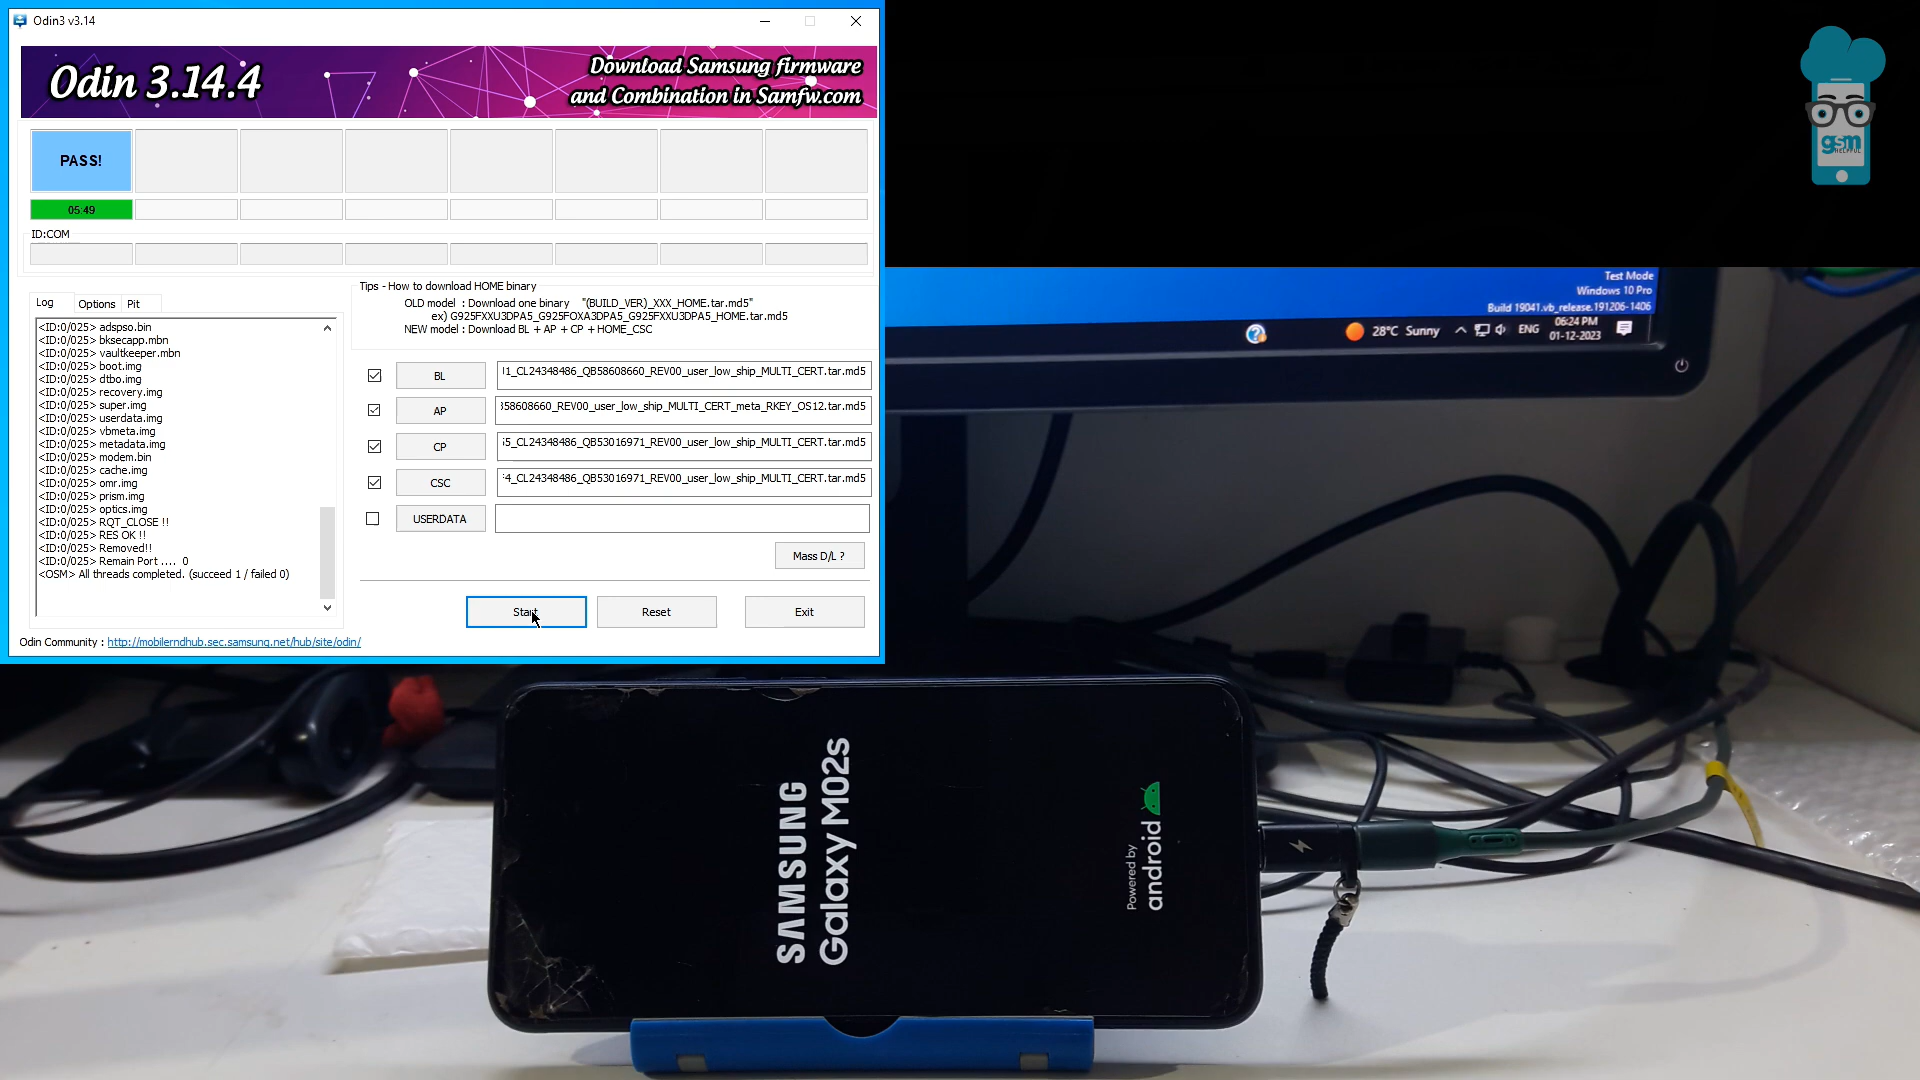 Odin3 v3.14
Odin 3.14.4
Download Samsung firmware
and Combination in Samfw.com
PASS!
05:49
ID:COM
Log
Options
Pit
<ID:0/025> adspso.bin
<ID:0/025> bksecapp.mbn
<ID:0/025> vaultkeeper.mbn
<ID:0/025> boot.img
<ID:0/025> dtbo.img
<ID:0/025> recovery.img
<ID:0/025> super.img
<ID:0/025> userdata.img
<ID:0/025> vbmeta.img
<ID:0/025> metadata.img
<ID:0/025> modem.bin
<ID:0/025> cache.img
<ID:0/025> omr.img
<ID:0/025> prism.img
<ID:0/025> optics.img
<ID:0/025> RQT_CLOSE !!
<ID:0/025> RES OK !!
<ID:0/025> Removed!!
<ID:0/025> Remain Port .... 0
<OSM> All threads completed. (succeed 1 / failed 0)
Tips - How to download HOME binary
OLD model : Download one binary "(BUILD_VER)_XXX_HOME.tar.md5"
ex) G925FXXU3DPA5_G925FOXA3DPA5_G925FXXU3DPA5_HOME.tar.md5
NEW model : Download BL + AP + CP + HOME_CSC
BL
1_CL24348486_QB58608660_REV00_user_low_ship_MULTI_CERT.tar.md5
AP
58608660_REV00_user_low_ship_MULTI_CERT_meta_RKEY_OS12.tar.md5
CP
5_CL24348486_QB53016971_REV00_user_low_ship_MULTI_CERT.tar.md5
CSC
4_CL24348486_QB53016971_REV00_user_low_ship_MULTI_CERT.tar.md5
USERDATA
Mass D/L ?
Start
Reset
Exit
Odin Community : http://mobilerndhub.sec.samsung.net/hub/site/odin/
gsm
HELPFUL
Test Mode
Windows 10 Pro
Build 19041.vb_release.191206-1406
28°C Sunny
ENG
06:24 PM
01-12-2023
SAMSUNG
Galaxy M02s
Powered by
android